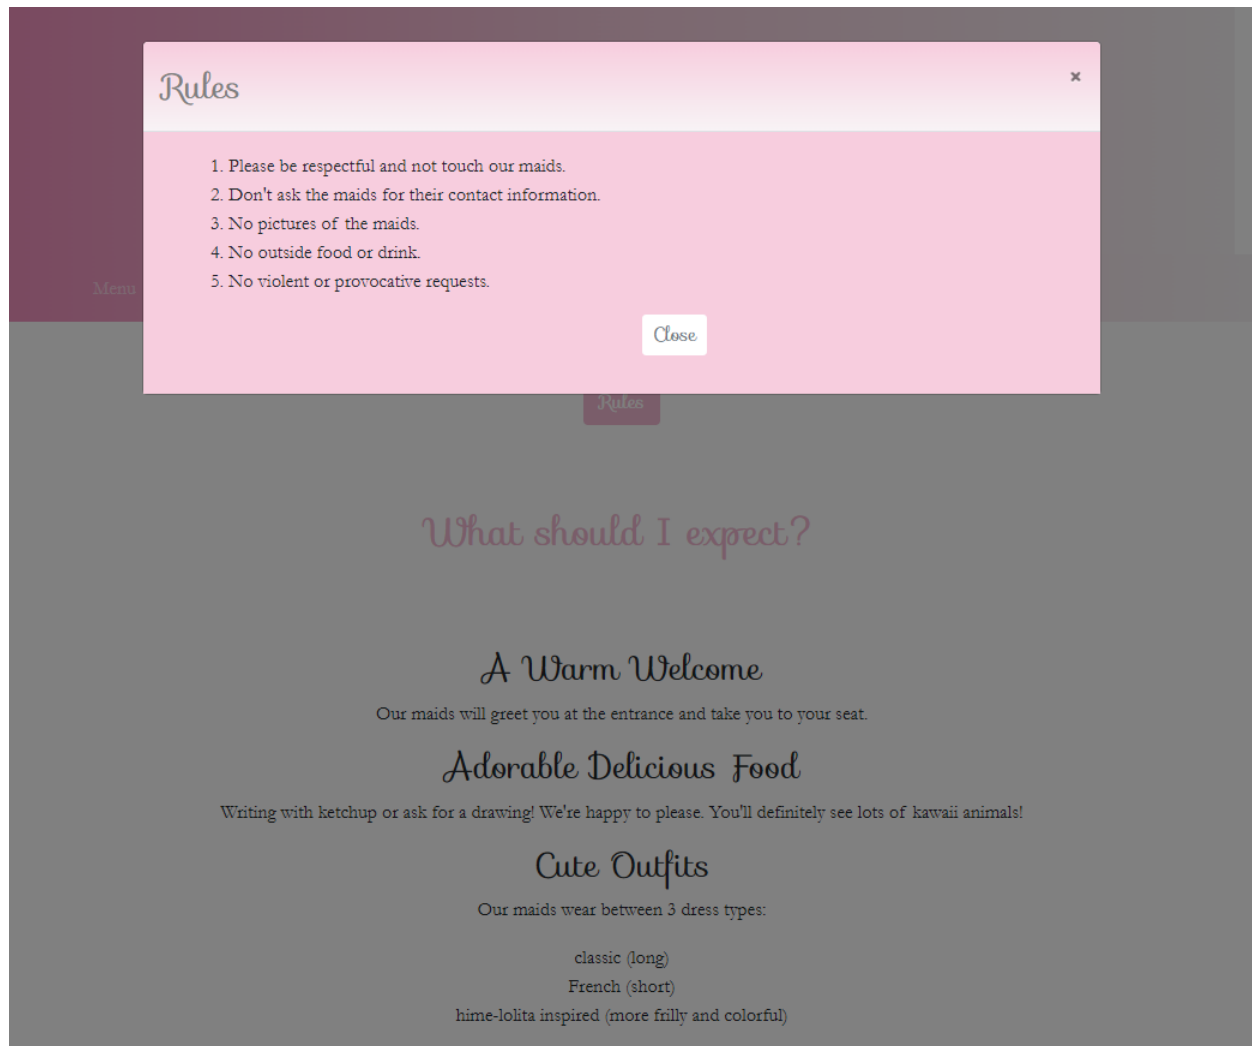 Rules
×
1. Please be respectful and not touch our maids.
2. Don't ask the maids for their contact information.
3. No pictures of the maids.
4. No outside food or drink.
5. No violent or provocative requests.
Menu
Close
Rules
What should I expect?
A Warm Welcome
Our maids will greet you at the entrance and take you to your seat.
Adorable Delicious Food
Writing with ketchup or ask for a drawing! We're happy to please. You'll definitely see lots of kawaii animals!
Cute Outfits
Our maids wear between 3 dress types:
classic (long)
French (short)
hime-lolita inspired (more frilly and colorful)